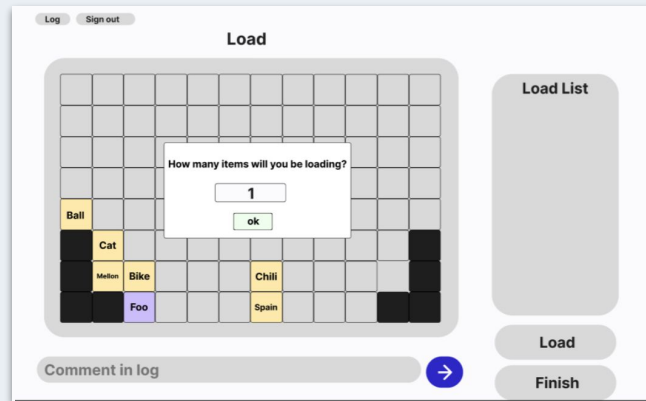 Log Sign out
Load
Load List
How many items will you be loading?
1
ok
Ball
Cat
Mellon Bike Chili
Foo Spain
Load
Comment in log
Finish